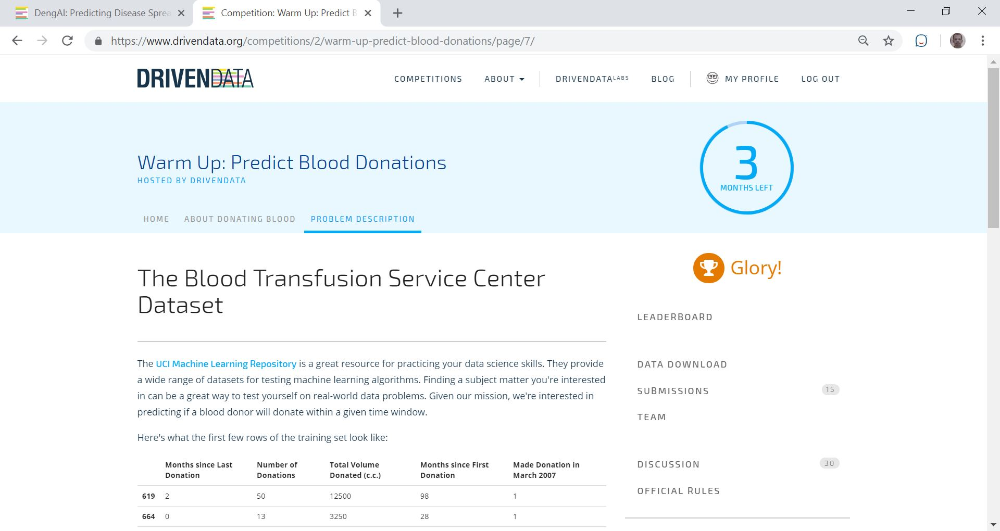 DengAI: Predicting Disease Sprea
Competition: Warm Up: Predict B
https://www.drivendata.org/competitions/2/warm-up-predict-blood-donations/page/7/
DRIVENDATA
COMPETITIONS ABOUT DRIVENDATALABS BLOG MY PROFILE LOG OUT
Warm Up: Predict Blood Donations
HOSTED BY DRIVENDATA
3
MONTHS LEFT
HOME ABOUT DONATING BLOOD PROBLEM DESCRIPTION
The Blood Transfusion Service Center
Dataset
The UCI Machine Learning Repository is a great resource for practicing your data science skills. They provide
a wide range of datasets for testing machine learning algorithms. Finding a subject matter you're interested
in can be a great way to test yourself on real-world data problems. Given our mission, we're interested in
predicting if a blood donor will donate within a given time window.
Here's what the first few rows of the training set look like:
Months since Last Number of Total Volume Months since First Made Donation in
Donation Donations Donated (c.c.) Donation March 2007
619 2 50 12500 98 1
664 0 13 3250 28 1
Glory!
LEADERBOARD
DATA DOWNLOAD
SUBMISSIONS 15
TEAM
DISCUSSION 30
OFFICIAL RULES